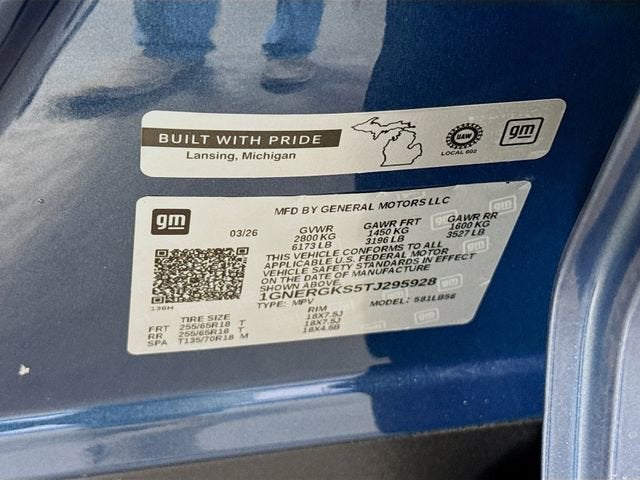 BUILT WITH PRIDE
Lansing, Michigan
UAW
LOCAL 602
gm
gm
MFD BY GENERAL MOTORS LLC
03/26
GVWR GAWR FRT GAWR RR
2800 KG 1450 KG 1600 KG
6173 LB 3196 LB 3527 LB
THIS VEHICLE CONFORMS TO ALL
APPLICABLE U.S. FEDERAL MOTOR
VEHICLE SAFETY STANDARDS IN EFFECT
ON THE DATE OF MANUFACTURE
SHOWN ABOVE.
1GNERGKS5TJ295928
TYPE: MPV MODEL: 581LB56
136H
TIRE SIZE RIM
FRT 255/65R18 T 18X7.5J
RR 255/65R18 T 18X7.5J
SPA T135/70R18 M 18X4.5B